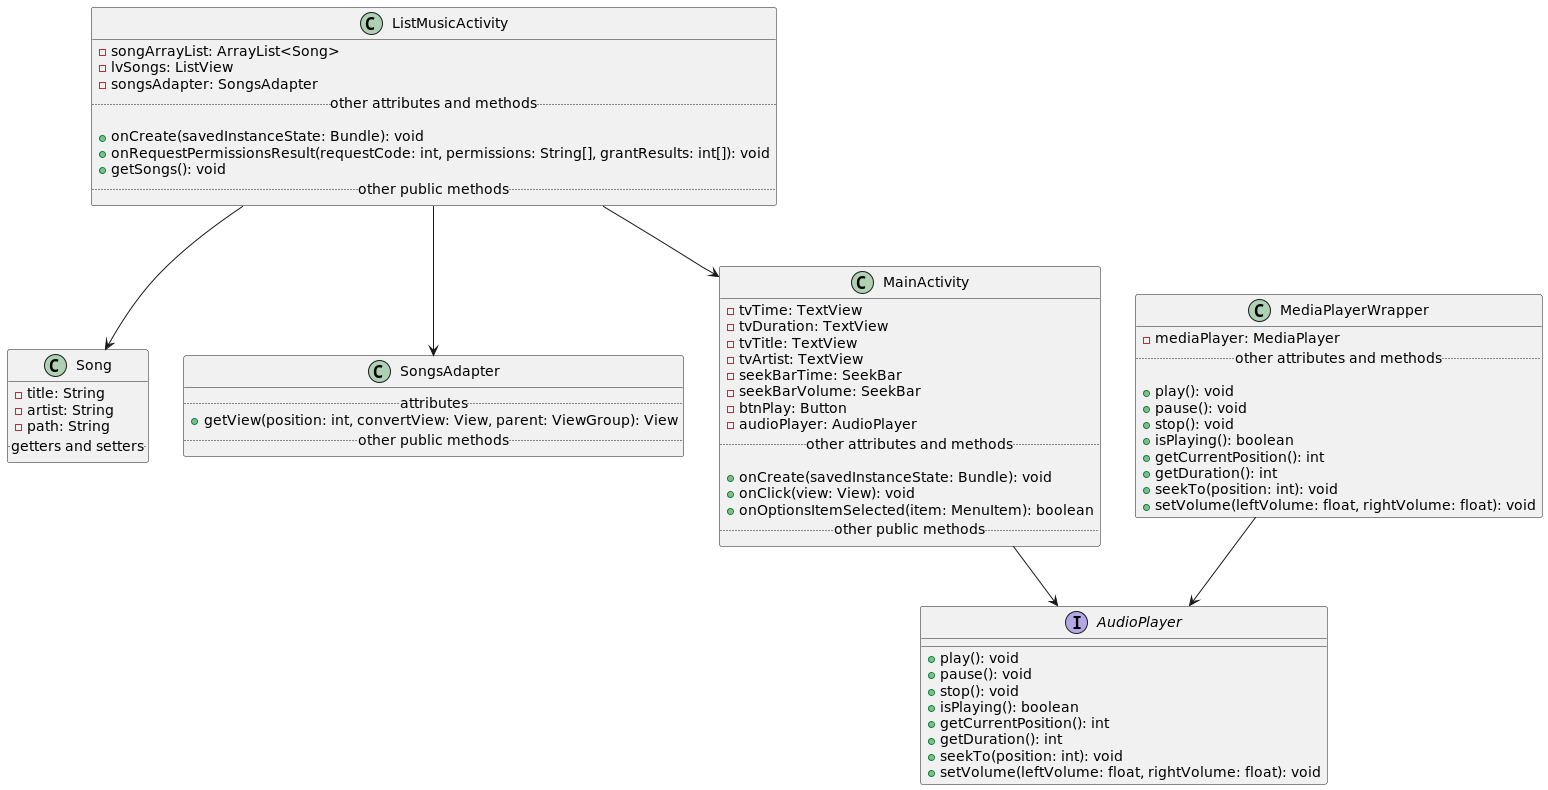 C ListMusicActivity
songArrayList: ArrayList<Song>
lvSongs: ListView
songsAdapter: SongsAdapter
other attributes and methods
onCreate(savedInstanceState: Bundle): void
onRequestPermissionsResult(requestCode: int, permissions: String[], grantResults: int[]): void
getSongs(): void
other public methods
C Song
title: String
artist: String
path: String
getters and setters
C SongsAdapter
attributes
getView(position: int, convertView: View, parent: ViewGroup): View
other public methods
C MainActivity
tvTime: TextView
tvDuration: TextView
tvTitle: TextView
tvArtist: TextView
seekBarTime: SeekBar
seekBarVolume: SeekBar
btnPlay: Button
audioPlayer: AudioPlayer
other attributes and methods
onCreate(savedInstanceState: Bundle): void
onClick(view: View): void
onOptionsItemSelected(item: MenuItem): boolean
other public methods
C MediaPlayerWrapper
mediaPlayer: MediaPlayer
other attributes and methods
play(): void
pause(): void
stop(): void
isPlaying(): boolean
getCurrentPosition(): int
getDuration(): int
seekTo(position: int): void
setVolume(leftVolume: float, rightVolume: float): void
I AudioPlayer
play(): void
pause(): void
stop(): void
isPlaying(): boolean
getCurrentPosition(): int
getDuration(): int
seekTo(position: int): void
setVolume(leftVolume: float, rightVolume: float): void